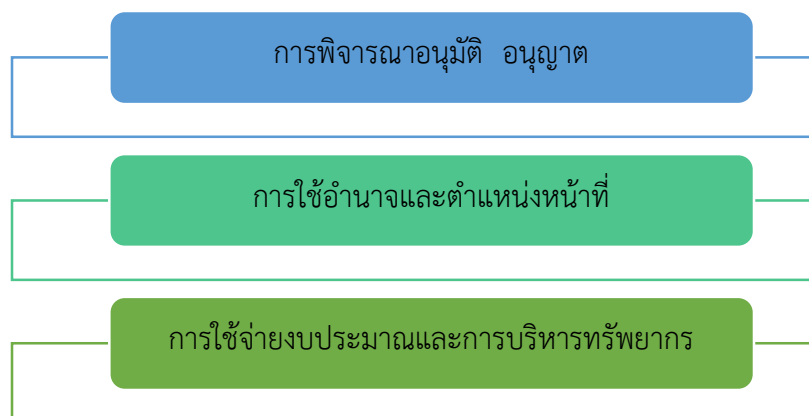 การพิจารณาอนุมัติ อนุญาต
การใช้อำนาจและตำแหน่งหน้าที่
การใช้จ่ายงบประมาณและการบริหารทรัพยากร